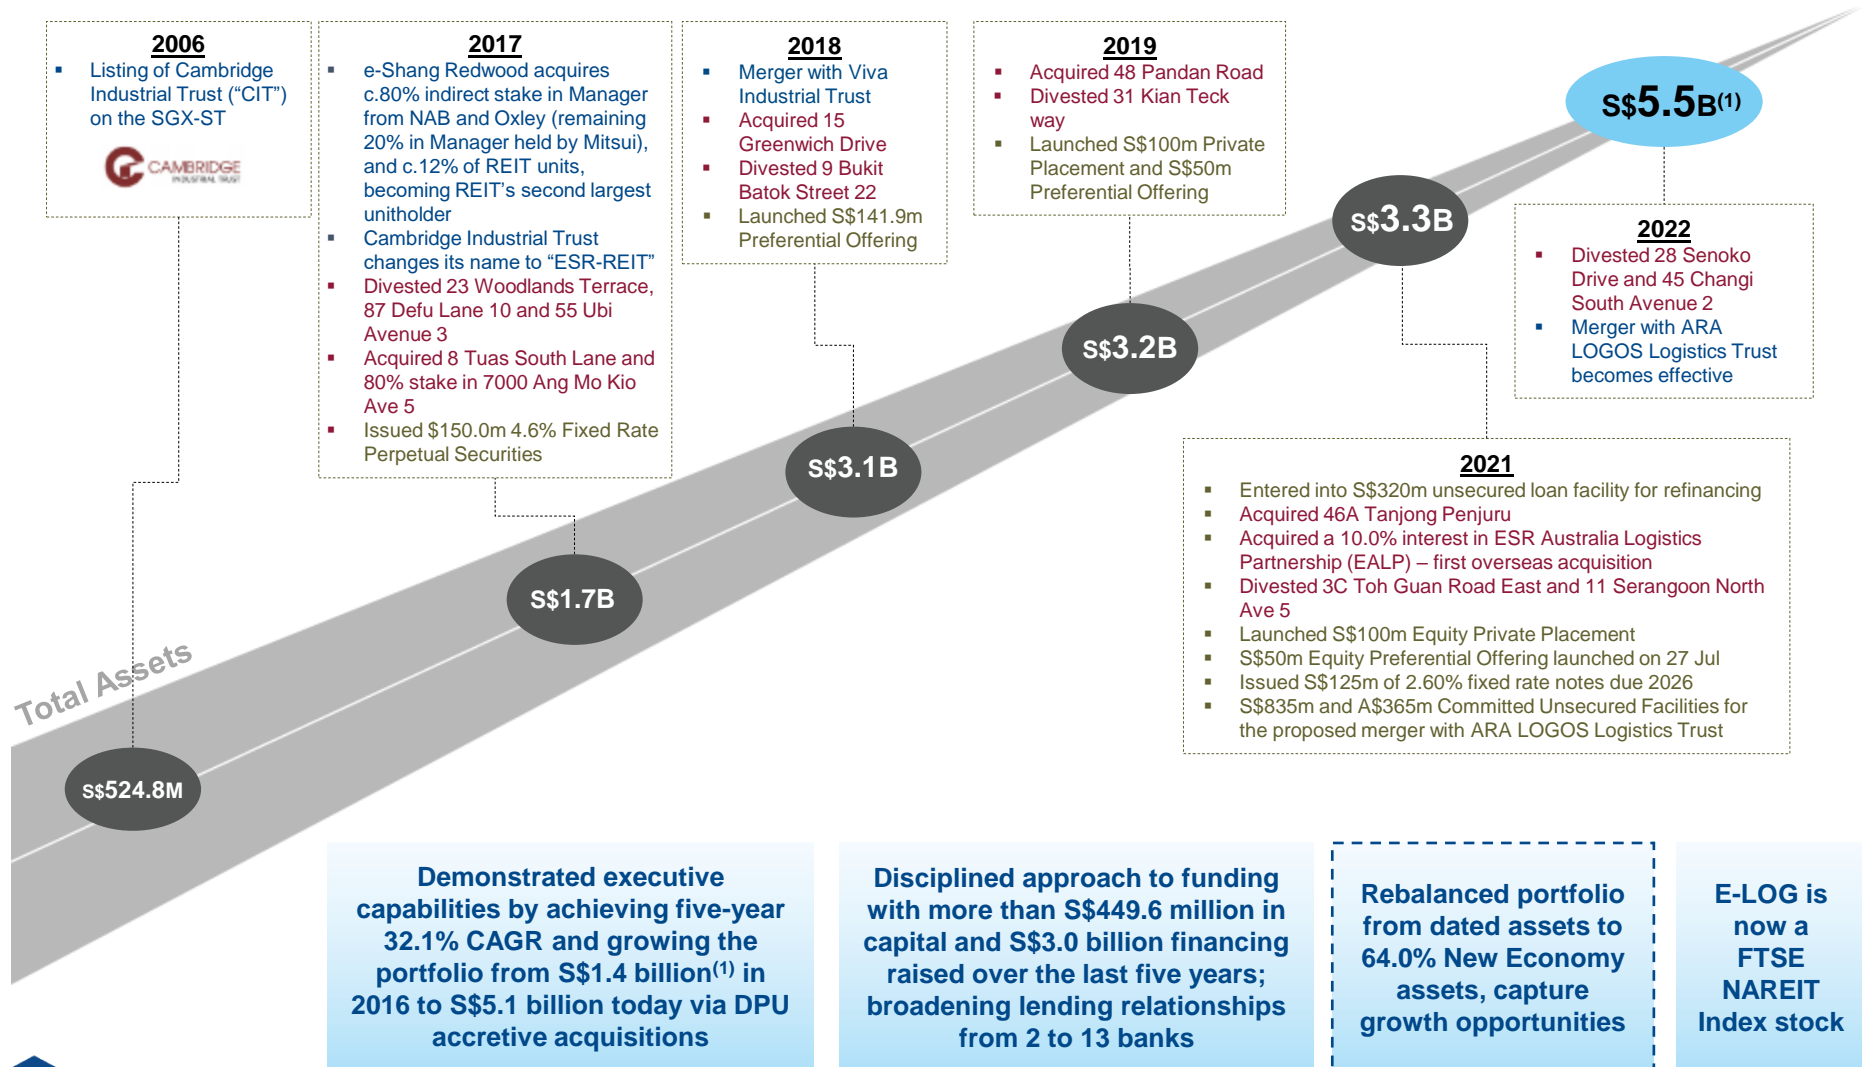 2006
▪ Listing of Cambridge
Industrial Trust (“CIT”)
on the SGX-ST
CAMBRIDGE
INDUSTRIAL TRUST
2017
▪ e-Shang Redwood acquires
c.80% indirect stake in Manager
from NAB and Oxley (remaining
20% in Manager held by Mitsui),
and c.12% of REIT units,
becoming REIT’s second largest
unitholder
▪ Cambridge Industrial Trust
changes its name to “ESR-REIT”
▪ Divested 23 Woodlands Terrace,
87 Defu Lane 10 and 55 Ubi
Avenue 3
▪ Acquired 8 Tuas South Lane and
80% stake in 7000 Ang Mo Kio
Ave 5
▪ Issued $150.0m 4.6% Fixed Rate
Perpetual Securities
2018
▪ Merger with Viva
Industrial Trust
▪ Acquired 15
Greenwich Drive
▪ Divested 9 Bukit
Batok Street 22
▪ Launched S$141.9m
Preferential Offering
2019
▪ Acquired 48 Pandan Road
▪ Divested 31 Kian Teck
way
▪ Launched S$100m Private
Placement and S$50m
Preferential Offering
S$5.5B(1)
S$3.3B
2022
▪ Divested 28 Senoko
Drive and 45 Changi
South Avenue 2
▪ Merger with ARA
LOGOS Logistics Trust
becomes effective
S$3.2B
S$3.1B
2021
▪ Entered into S$320m unsecured loan facility for refinancing
▪ Acquired 46A Tanjong Penjuru
▪ Acquired a 10.0% interest in ESR Australia Logistics
Partnership (EALP) – first overseas acquisition
▪ Divested 3C Toh Guan Road East and 11 Serangoon North
Ave 5
▪ Launched S$100m Equity Private Placement
▪ S$50m Equity Preferential Offering launched on 27 Jul
▪ Issued S$125m of 2.60% fixed rate notes due 2026
▪ S$835m and A$365m Committed Unsecured Facilities for
the proposed merger with ARA LOGOS Logistics Trust
S$1.7B
Total Assets
S$524.8M
Demonstrated executive
capabilities by achieving five-year
32.1% CAGR and growing the
portfolio from S$1.4 billion(1) in
2016 to S$5.1 billion today via DPU
accretive acquisitions
Disciplined approach to funding
with more than S$449.6 million in
capital and S$3.0 billion financing
raised over the last five years;
broadening lending relationships
from 2 to 13 banks
Rebalanced portfolio
from dated assets to
64.0% New Economy
assets, capture
growth opportunities
E-LOG is
now a
FTSE
NAREIT
Index stock